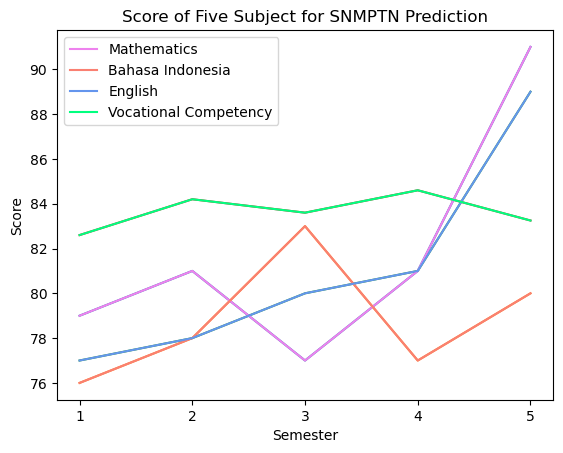 Score of Five Subject for SNMPTN Prediction
Mathematics
Bahasa Indonesia
English
Vocational Competency
Score
90
88
86
84
82
80
78
76
1 2 3 4 5
Semester